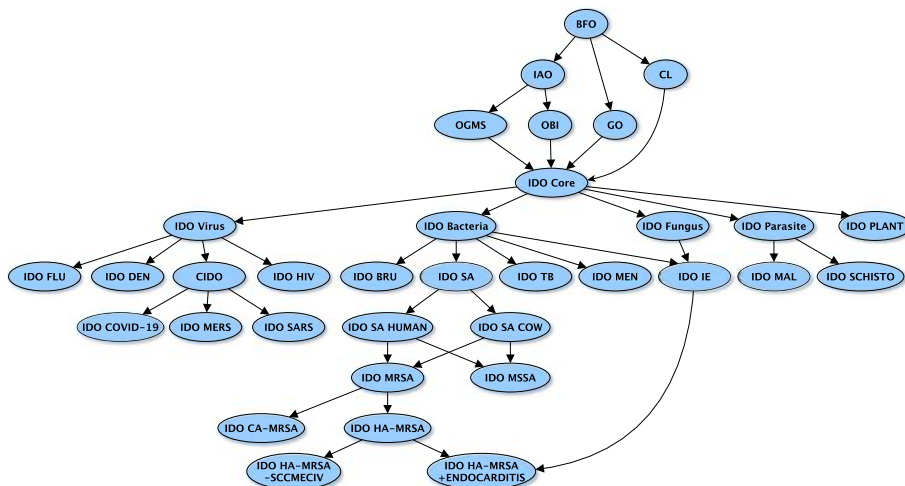 BFO
IAO
CL
OGMS
OBI
GO
IDO Core
IDO Virus
IDO Bacteria
IDO Fungus
IDO Parasite
IDO PLANT
IDO FLU
IDO DEN
CIDO
IDO HIV
IDO BRU
IDO SA
IDO TB
IDO MEN
IDO IE
IDO MAL
IDO SCHISTO
IDO COVID-19
IDO MERS
IDO SARS
IDO SA HUMAN
IDO SA COW
IDO MRSA
IDO MSSA
IDO CA-MRSA
IDO HA-MRSA
IDO HA-MRSA
-SCCMECIV
IDO HA-MRSA
+ENDOCARDITIS